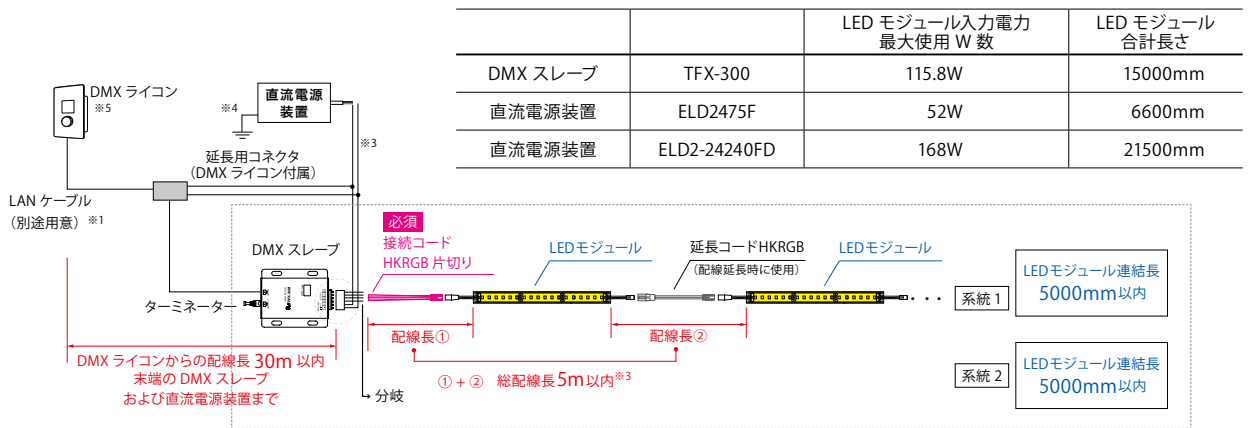 LED モジュール入力電力
最大使用 W 数
LED モジュール
合計長さ
DMX スレーブ TFX-300 115.8W 15000mm
直流電源装置 ELD2475F 52W 6600mm
直流電源装置 ELD2-24240FD 168W 21500mm
DMX ライコン
※5
※4
直流電源
装置
※3
延長用コネクタ
(DMX ライコン付属)
LAN ケーブル
(別途用意) ※1
DMX スレーブ
ターミネーター
必須
接続コード
HKRGB 片切り
LEDモジュール
延長コードHKRGB
(配線延長時に使用)
LEDモジュール
配線長①
配線長②
① + ② 総配線長5m以内※3
DMX ライコンからの配線長 30m 以内
末端の DMX スレーブ
および直流電源装置まで
分岐
系統 1
LEDモジュール連結長
5000mm以内
系統 2
LEDモジュール連結長
5000mm以内